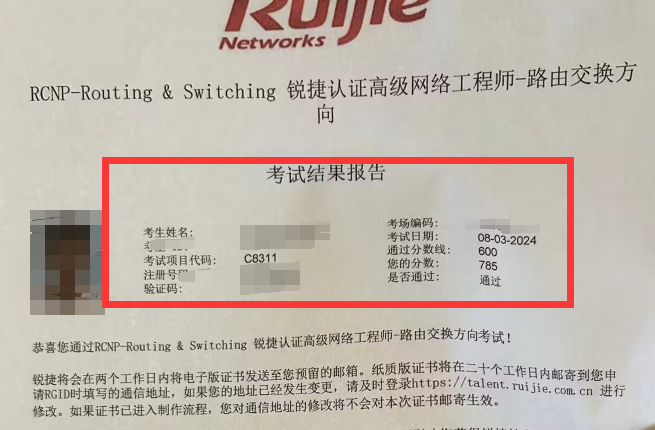 Ruijie
Networks
RCNP-Routing & Switching 锐捷认证高级网络工程师-路由交换方
向
考试结果报告
考生姓名:
考试项目代码: C8311
注册号码
验证码:
考场编码:
考试日期: 08-03-2024
通过分数线: 600
您的分数: 785
是否通过: 通过
恭喜您通过RCNP-Routing & Switching 锐捷认证高级网络工程师-路由交换方向考试!
锐捷将会在两个工作日内将电子版证书发送至您预留的邮箱。纸质版证书将在二十个工作日内邮寄到您申
请RGID时填写的通信地址,如果您的地址已经发生变更,请及时登录https://talent.ruijie.com.cn 进行
修改。如果证书已进入制作流程,您对通信地址的修改将不会对本次证书邮寄生效。